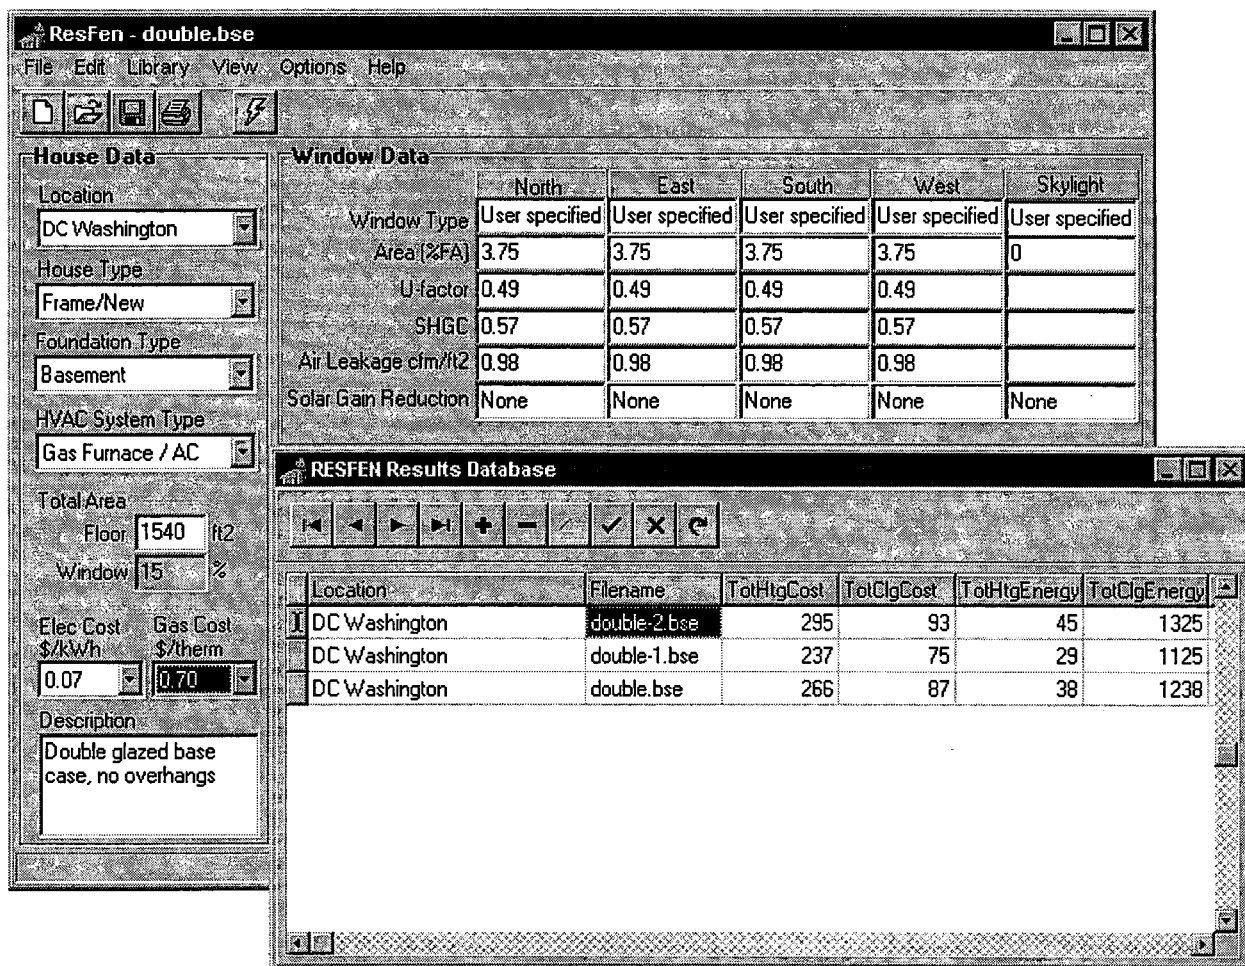 ResFen - double.bse
File Edit Library View Options Help
House Data
Location
DC Washington
House Type
Frame/New
Foundation Type
Basement
HVAC System Type
Gas Furnace / AC
Total Area
Floor 1540 ft2
Window 15 %
Elec Cost Gas Cost
$/kWh $/therm
0.07 0.70
Description
Double glazed base
case, no overhangs
Window Data
North East South West Skylight
Window Type User specified User specified User specified User specified User specified
Area (%FA) 3.75 3.75 3.75 3.75 0
U-factor 0.49 0.49 0.49 0.49
SHGC 0.57 0.57 0.57 0.57
Air Leakage cfm/ft2 0.98 0.98 0.98 0.98
Solar Gain Reduction None None None None None
RESFEN Results Database
Location Filename TotHtgCost TotClgCost TotHtgEnergy TotClgEnergy
DC Washington double-2.bse 295 93 45 1325
DC Washington double-1.bse 237 75 29 1125
DC Washington double.bse 266 87 38 1238